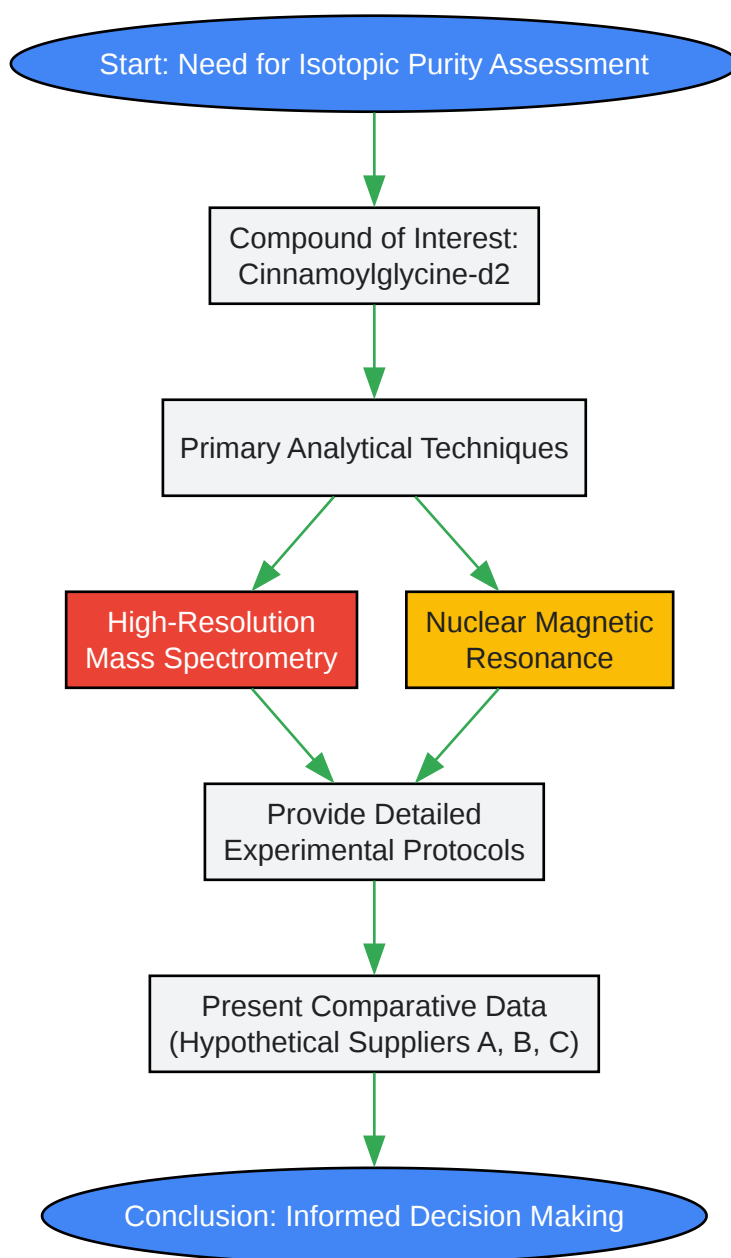 Start: Need for Isotopic Purity Assessment
Compound of Interest:
Cinnamoylglycine-d2
Primary Analytical Techniques
High-Resolution
Mass Spectrometry
Nuclear Magnetic
Resonance
Provide Detailed
Experimental Protocols
Present Comparative Data
(Hypothetical Suppliers A, B, C)
Conclusion: Informed Decision Making